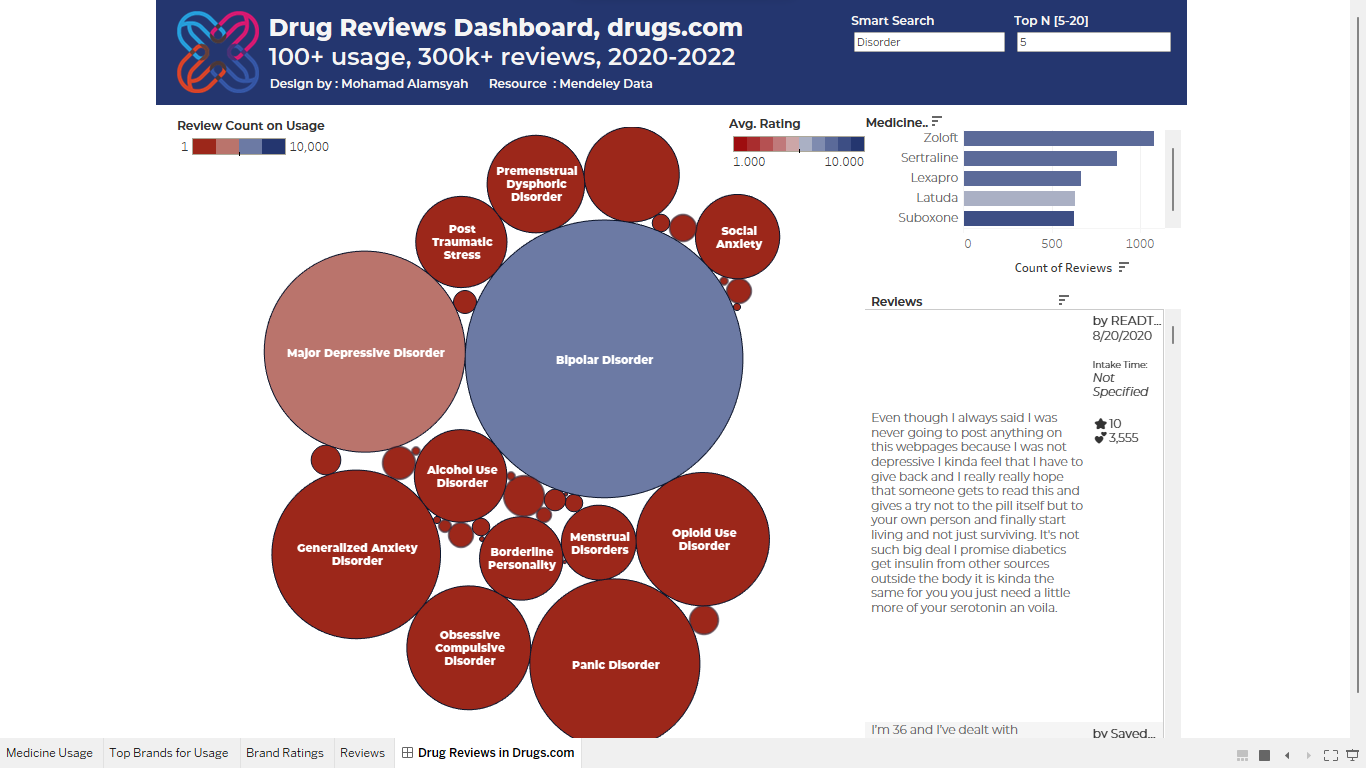 Drug Reviews Dashboard, drugs.com
100+ usage, 300k+ reviews, 2020-2022
Design by : Mohamad Alamsyah Resource : Mendeley Data
Smart Search
Disorder
Top N [5-20]
5
Review Count on Usage
1
10,000
Avg. Rating
1.000
10.000
Premenstrual
Dysphoric
Disorder
Post
Traumatic
Stress
Social
Anxiety
Major Depressive Disorder
Bipolar Disorder
Alcohol Use
Disorder
Generalized Anxiety
Disorder
Borderline
Personality
Menstrual
Disorders
Opioid Use
Disorder
Obsessive
Compulsive
Disorder
Panic Disorder
Medicine..
Zoloft
Sertraline
Lexapro
Latuda
Suboxone
0
500
1000
Count of Reviews
Reviews
by READT...
8/20/2020
Intake Time:
Not
Specified
10
3,555
Even though I always said I was
never going to post anything on
this webpages because I was not
depressive I kinda feel that I have to
give back and I really really hope
that someone gets to read this and
gives a try not to the pill itself but to
your own person and finally start
living and not just surviving. It's not
such big deal I promise diabetics
get insulin from other sources
outside the body it is kinda the
same for you you just need a little
more of your serotonin an voila.
I'm 36 and I've dealt with
by Saved...
Medicine Usage
Top Brands for Usage
Brand Ratings
Reviews
Drug Reviews in Drugs.com